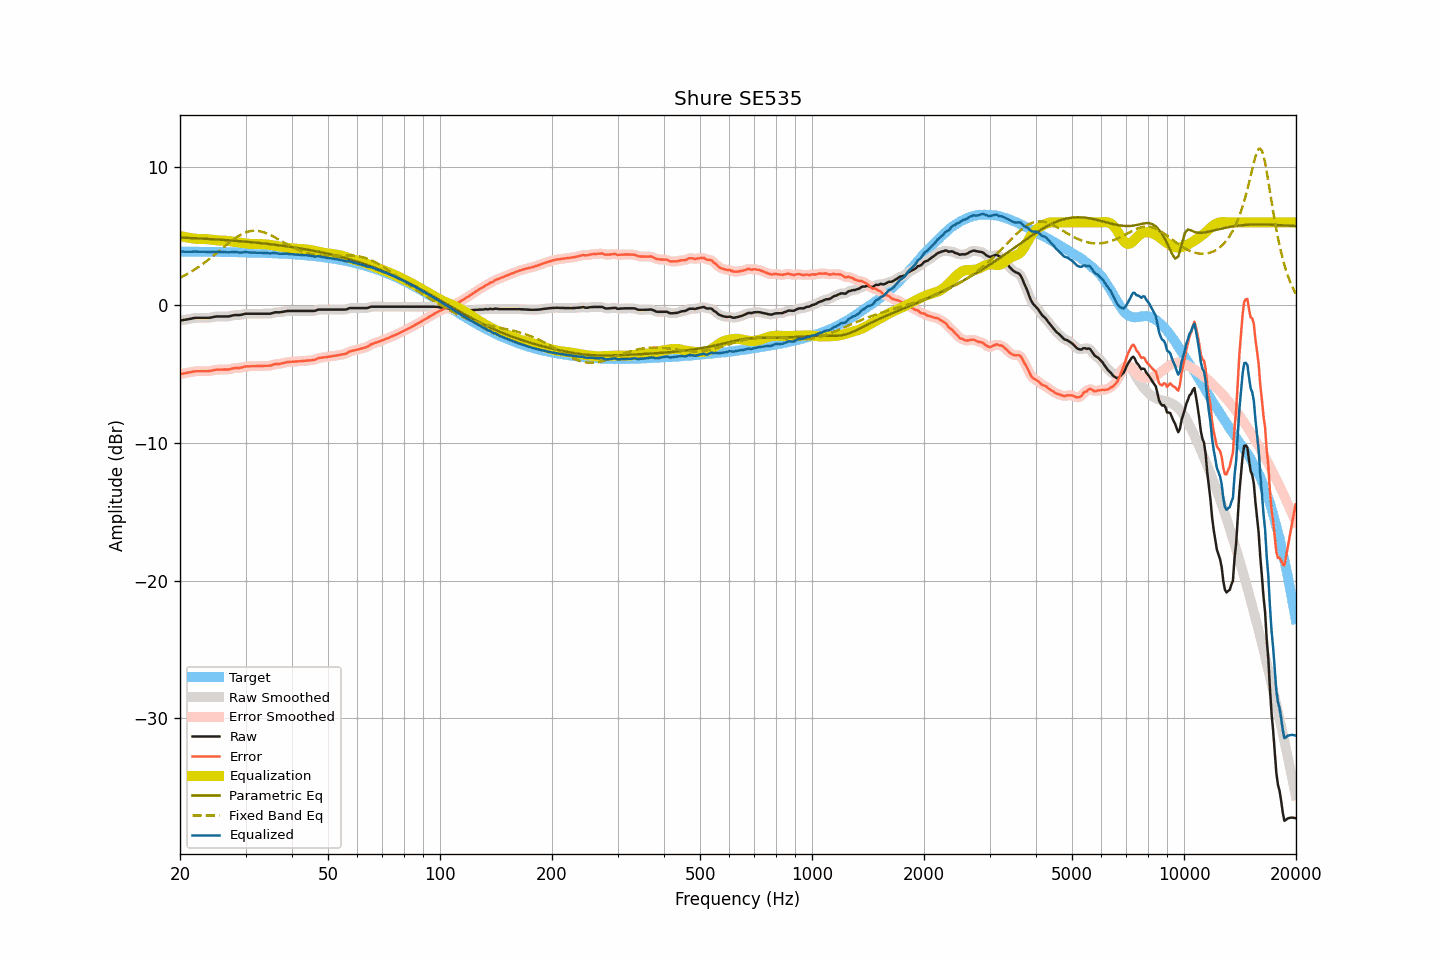 Shure SE535
10
0
−10
−20
−30
Amplitude (dBr)
Target
Raw Smoothed
Error Smoothed
Raw
Error
Equalization
Parametric Eq
Fixed Band Eq
Equalized
20 50 100 200 500 1000 2000 5000 10000 20000
Frequency (Hz)